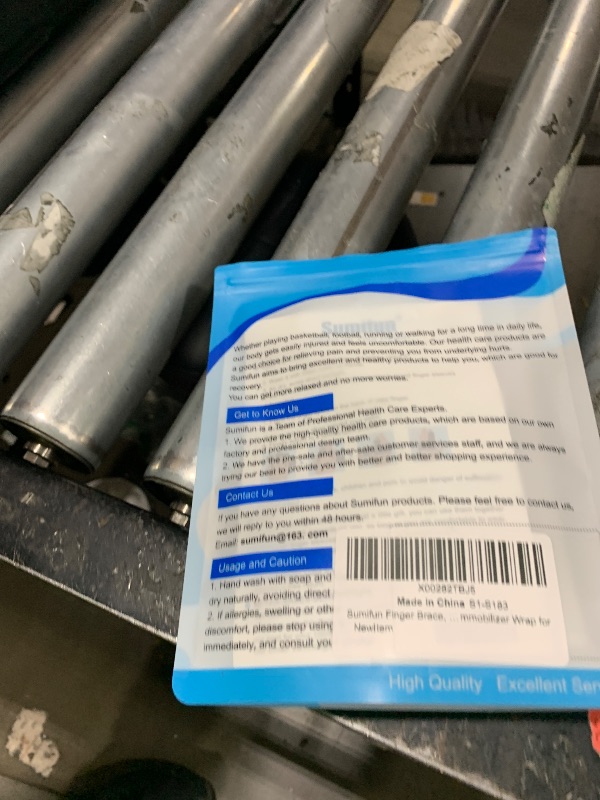 Sumifun
Whether playing basketball, football, running or walking for a long time in daily life,
our body gets easily injured and feels uncomfortable. Our health care products are
a good choice for relieving pain and preventing you from underlying hurts.
Sumifun aims to bring excellent and healthy products to help you, which are good for
recovery.
You can get more relaxed and no more worries.
Get to Know Us
Sumifun is a Team of Professional Health Care Experts.
1. We provide the high-quality health care products, which are based on our own
factory and professional design team.
2. We have the pre-sale and after-sale customer services staff, and we are always
trying our best to provide you with better and better shopping experience.
Contact Us
If you have any questions about Sumifun products. Please feel free to contact us,
we will reply to you within 48 hours.
Email: sumifun@163. com
Usage and Caution
1. Hand wash with soap and
dry naturally, avoiding direct
2. If allergies, swelling or oth
discomfort, please stop using
immediately, and consult you
X00282TBJ5
Made in China S1-S183
Sumifun Finger Brace, ... mmobilizer Wrap for
NewItem
High Quality Excellent Ser